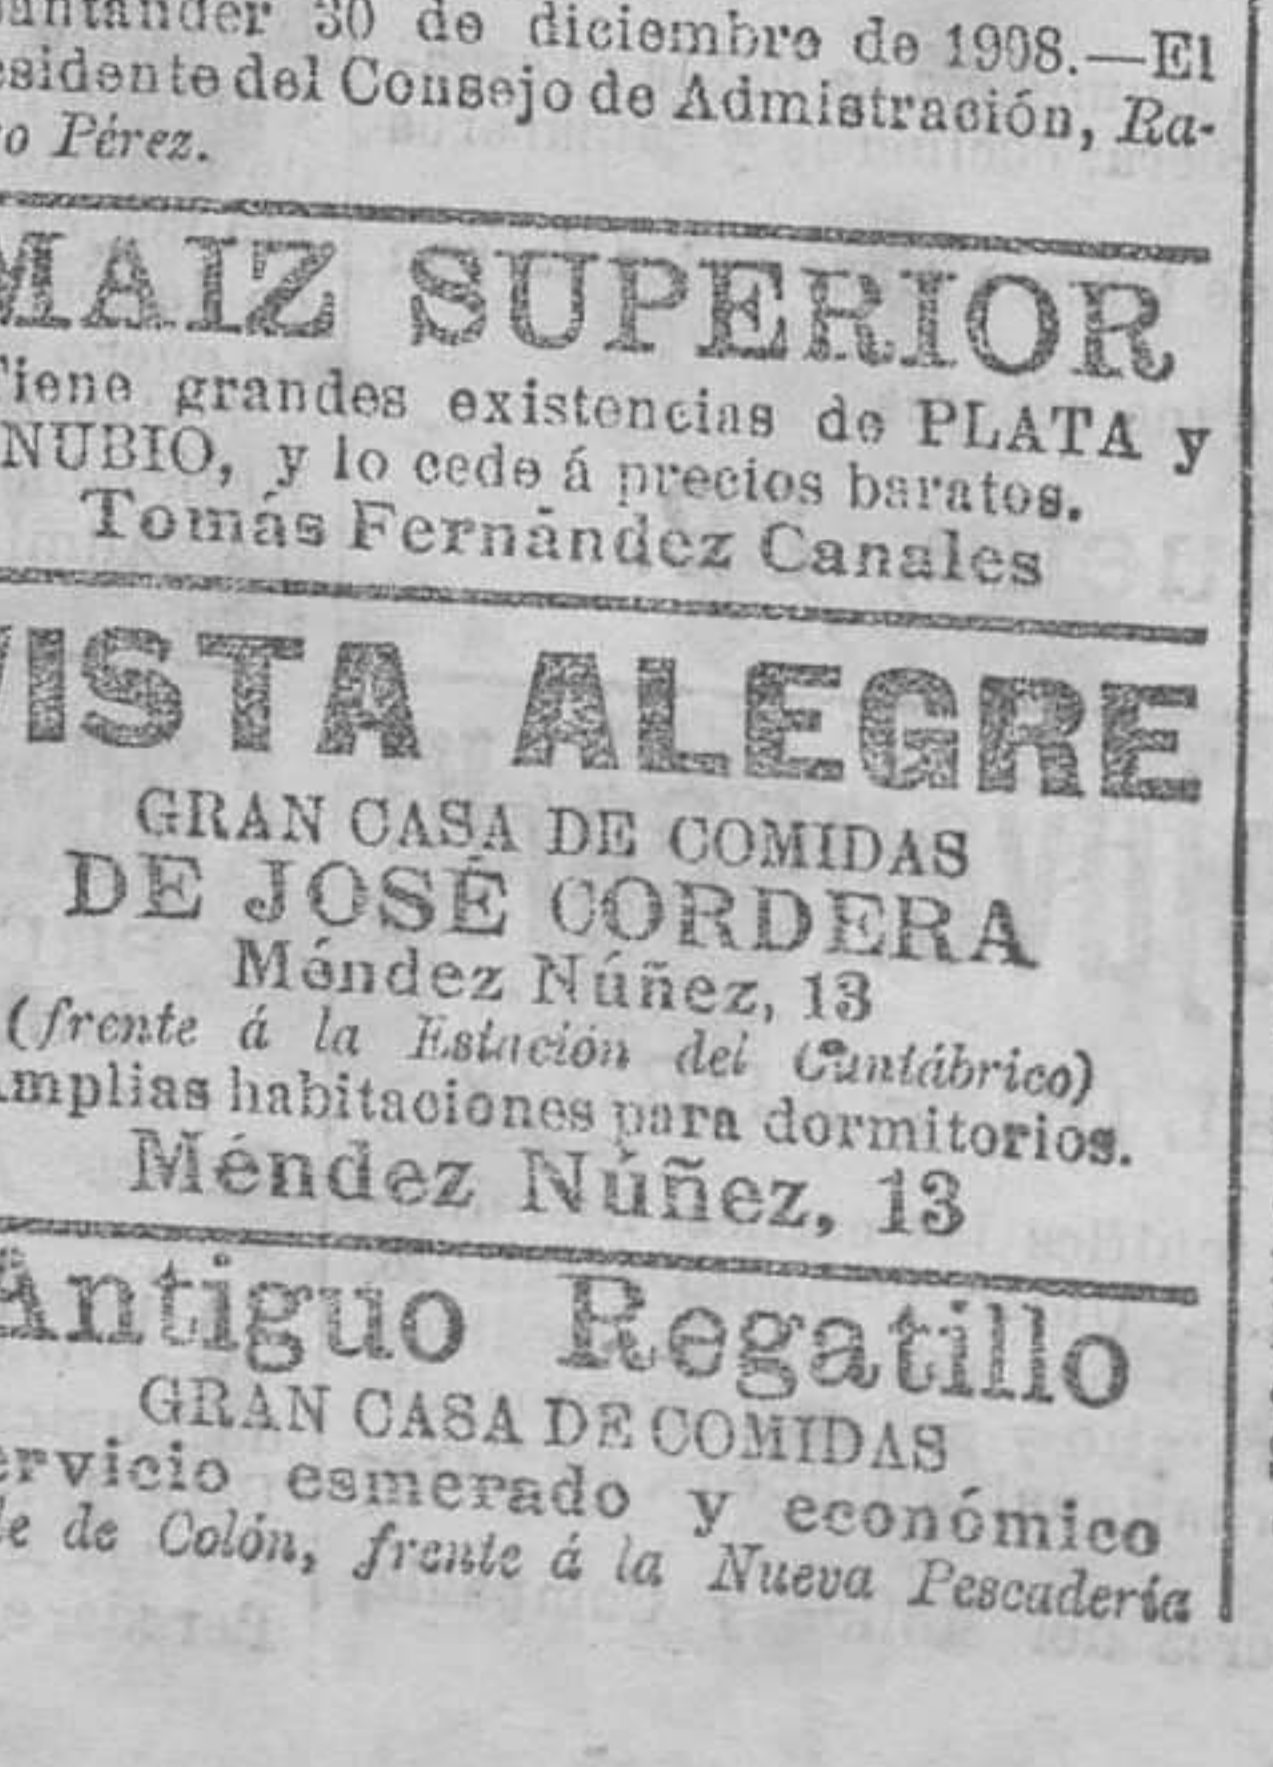 antander 30 de diciembre de 1908.—El
esidente del Consejo de Admistración, Ra-
o Pérez.
MAIZ SUPERIOR
Tiene grandes existencias de PLATA y
NUBIO, y lo cede á precios baratos.
Tomás Fernández Canales
VISTA ALEGRE
GRAN CASA DE COMIDAS
DE JOSÉ CORDERA
Méndez Núñez, 13
(frente á la Estación del Cantábrico)
Amplias habitaciones para dormitorios.
Méndez Núñez, 13
Antiguo Regatillo
GRAN CASA DE COMIDAS
ervicio esmerado y económico
le de Colón, frente á la Nueva Pescadería